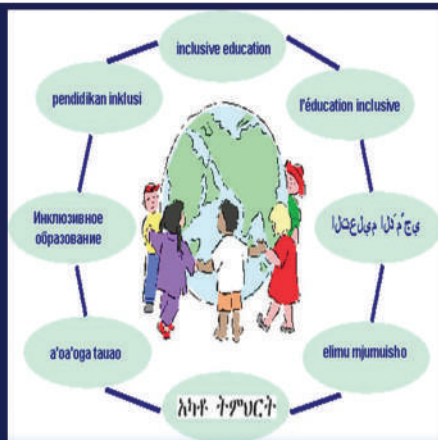 inclusive education
l'éducation inclusive
التعليم الدمجي
elimu mjumuisho
አካቶ ትምህርት
a'oa'oga tauao
Инклюзивное
образование
pendidikan inklusi